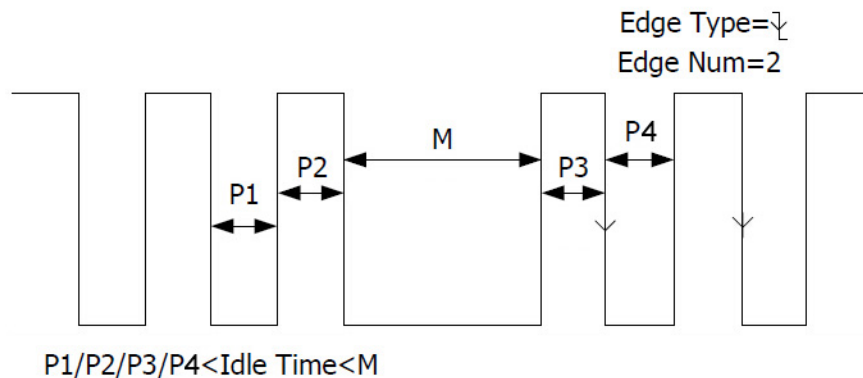 Edge Type=
Edge Num=2
M
P4
P2
P3
P1
P1/P2/P3/P4<Idle Time<M